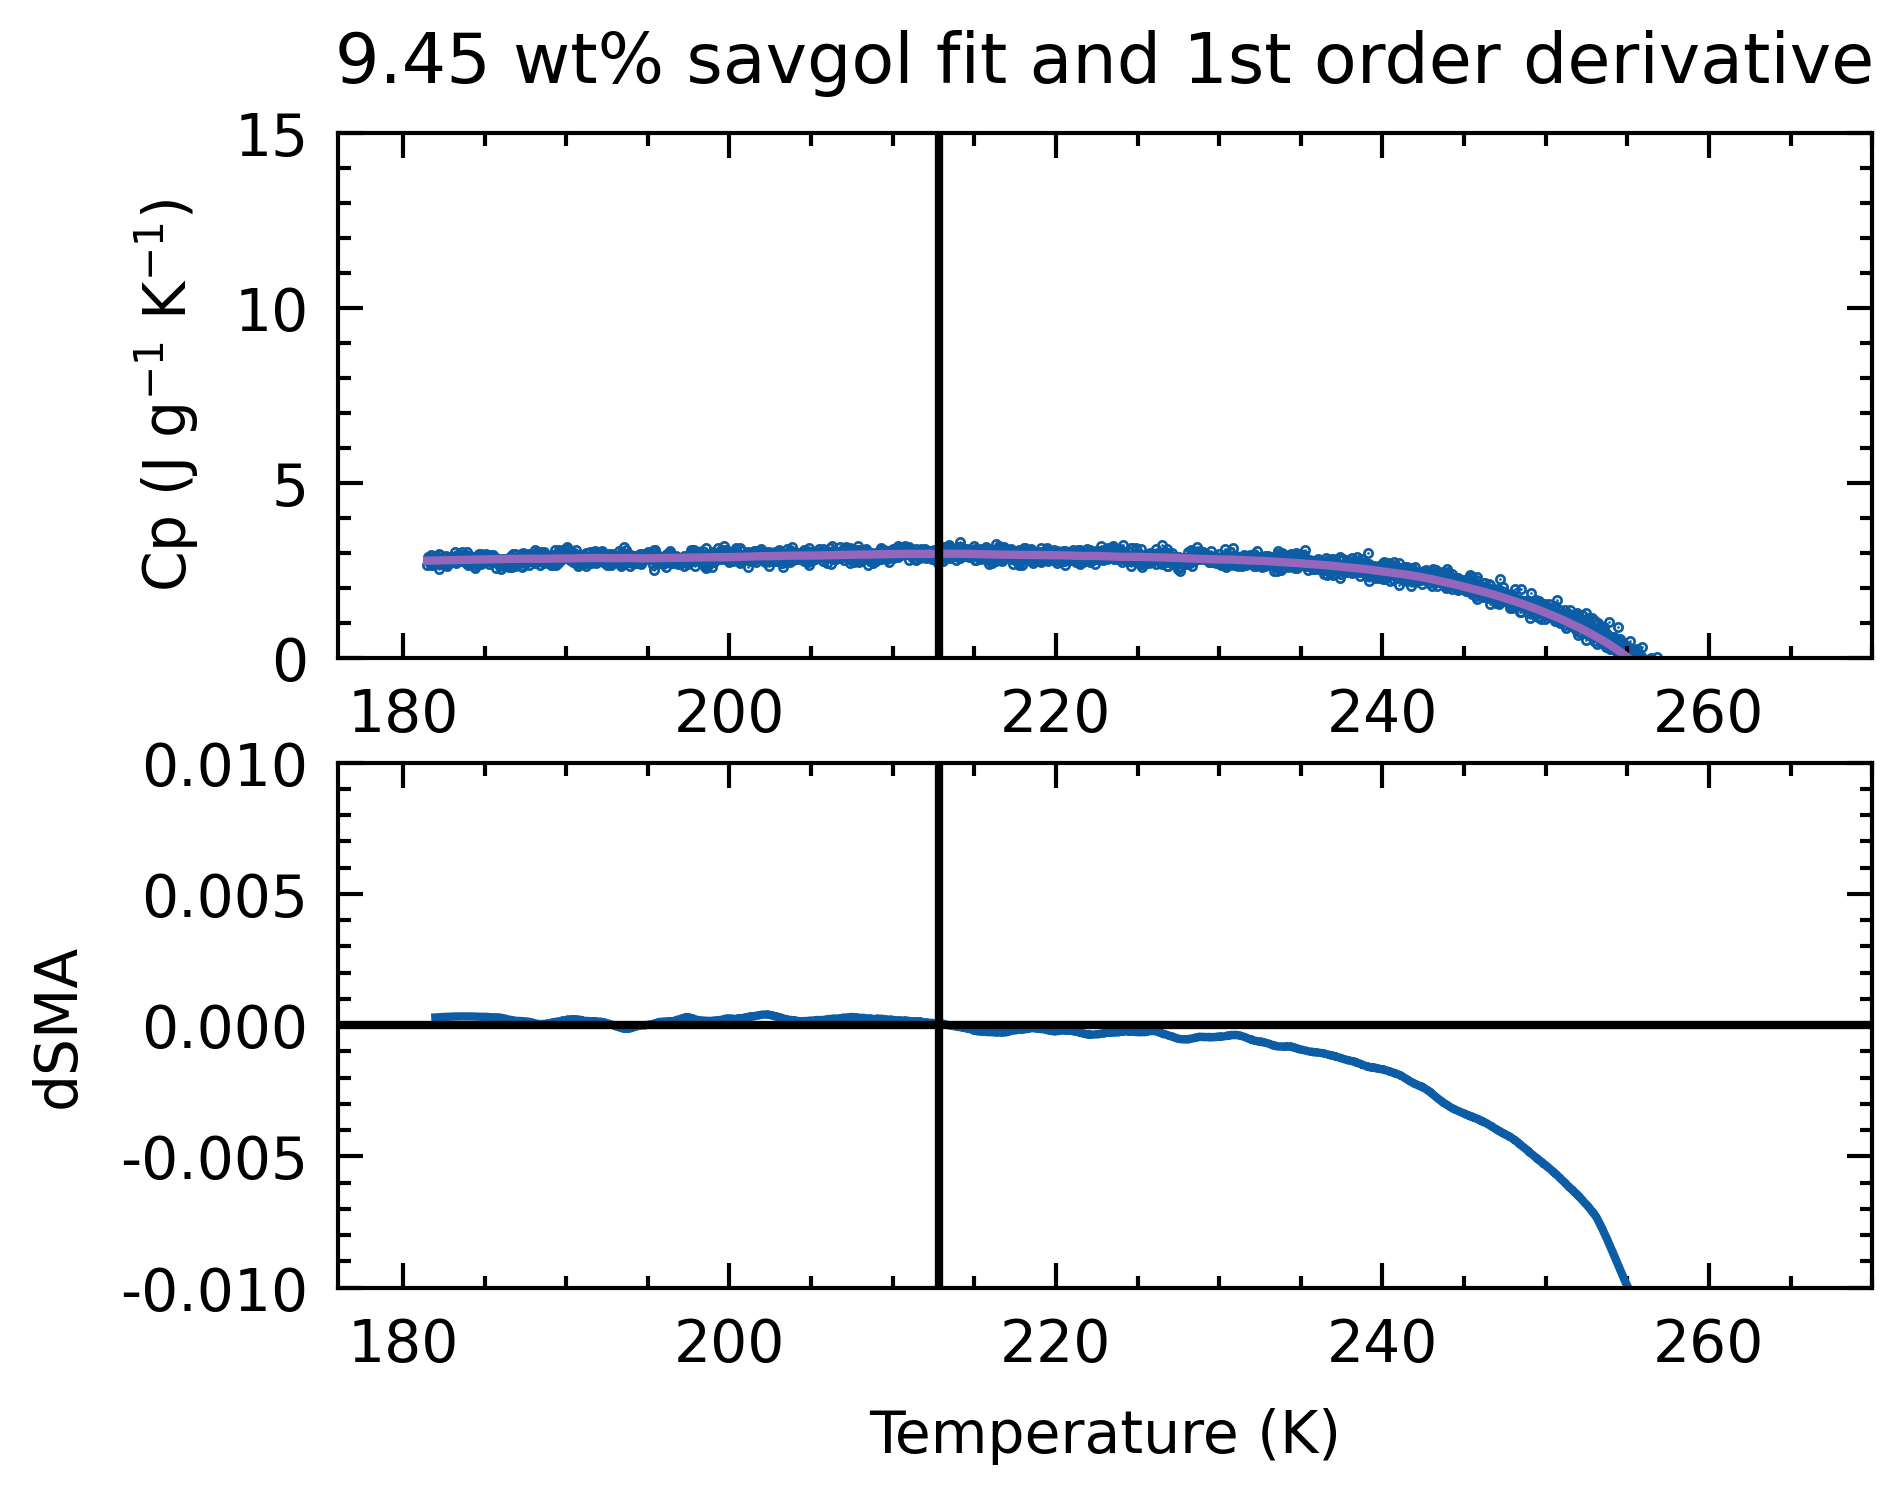 9.45 wt% savgol fit and 1st order derivative
15
10
5
0
Cp (J g⁻¹ K⁻¹)
180 200 220 240 260
0.010
0.005
0.000
-0.005
-0.010
dSMA
180 200 220 240 260
Temperature (K)